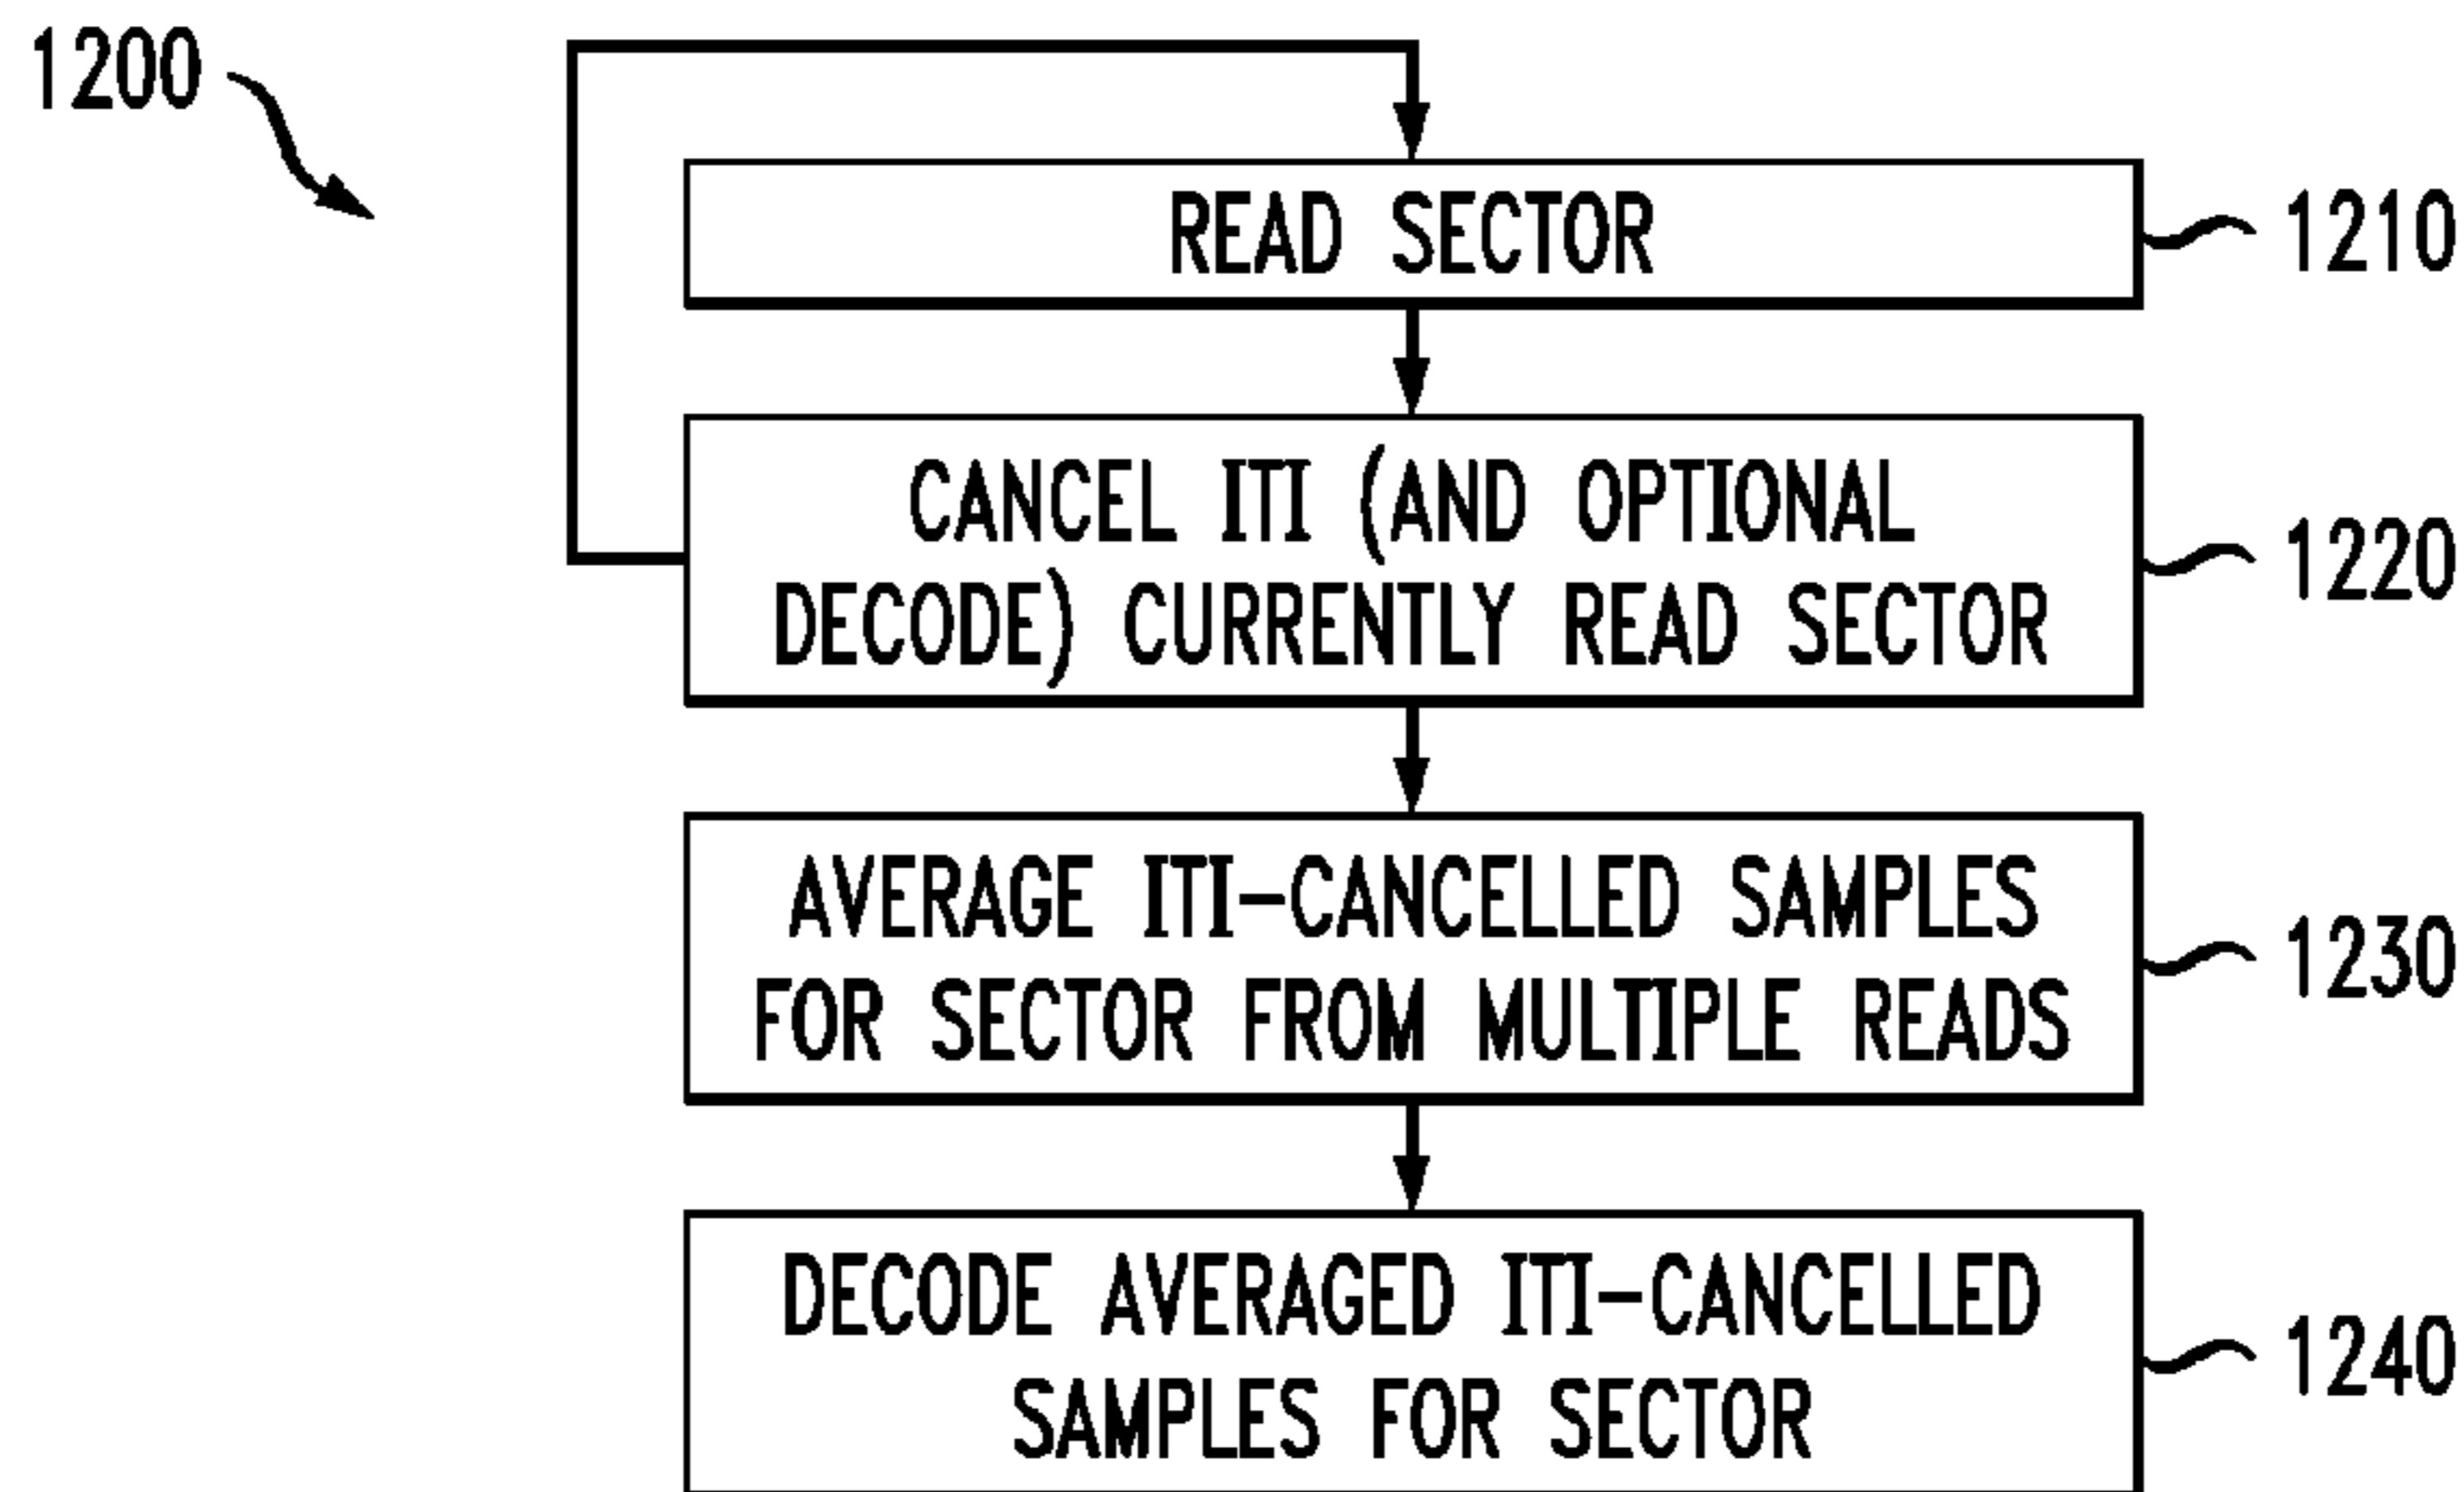 1200
READ SECTOR
1210
CANCEL ITI (AND OPTIONAL
DECODE) CURRENTLY READ SECTOR
1220
AVERAGE ITI-CANCELLED SAMPLES
FOR SECTOR FROM MULTIPLE READS
1230
DECODE AVERAGED ITI-CANCELLED
SAMPLES FOR SECTOR
1240